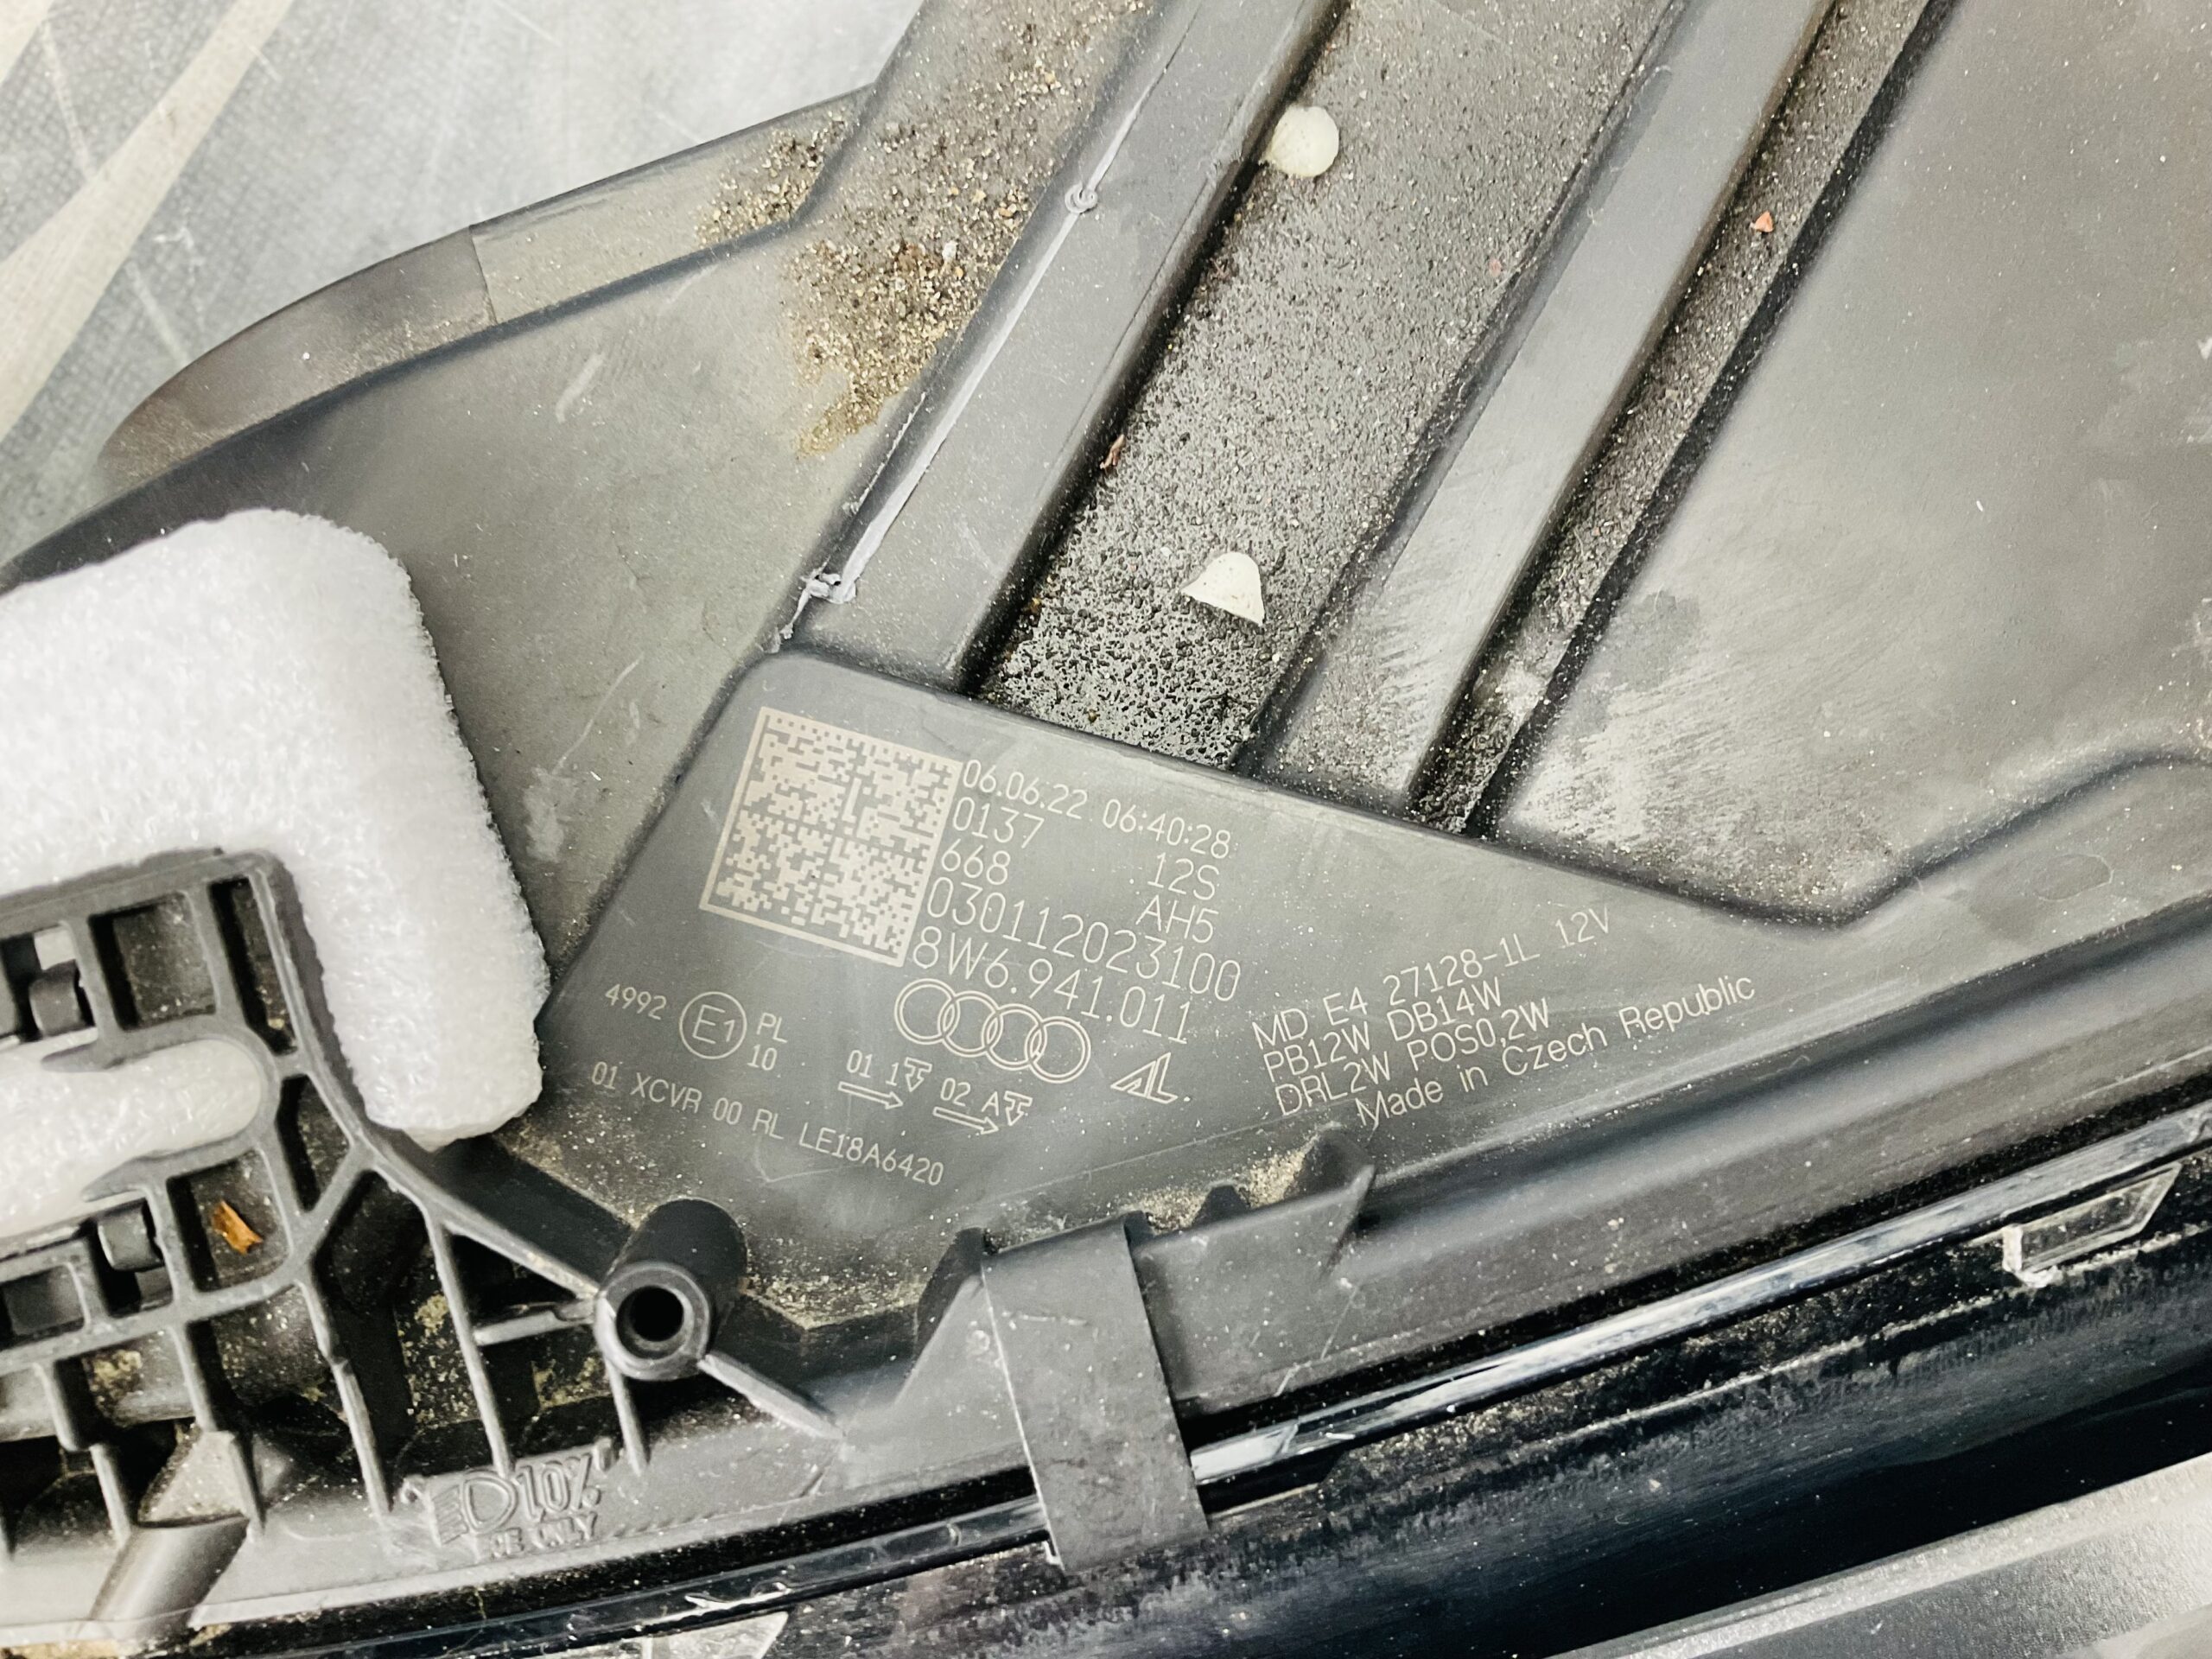 06.06.22 06:40:28
0137 12S
668 AH5
030112023100
8W6.941.011
4992 E1 PL
10
01 1 02 A
01 XCVR 00 RL LE18A6420
AL
MD E4 27128-1L 12V
PB12W DB14W
DRL2W POS0,2W
Made in Czech Republic
10%
ONLY